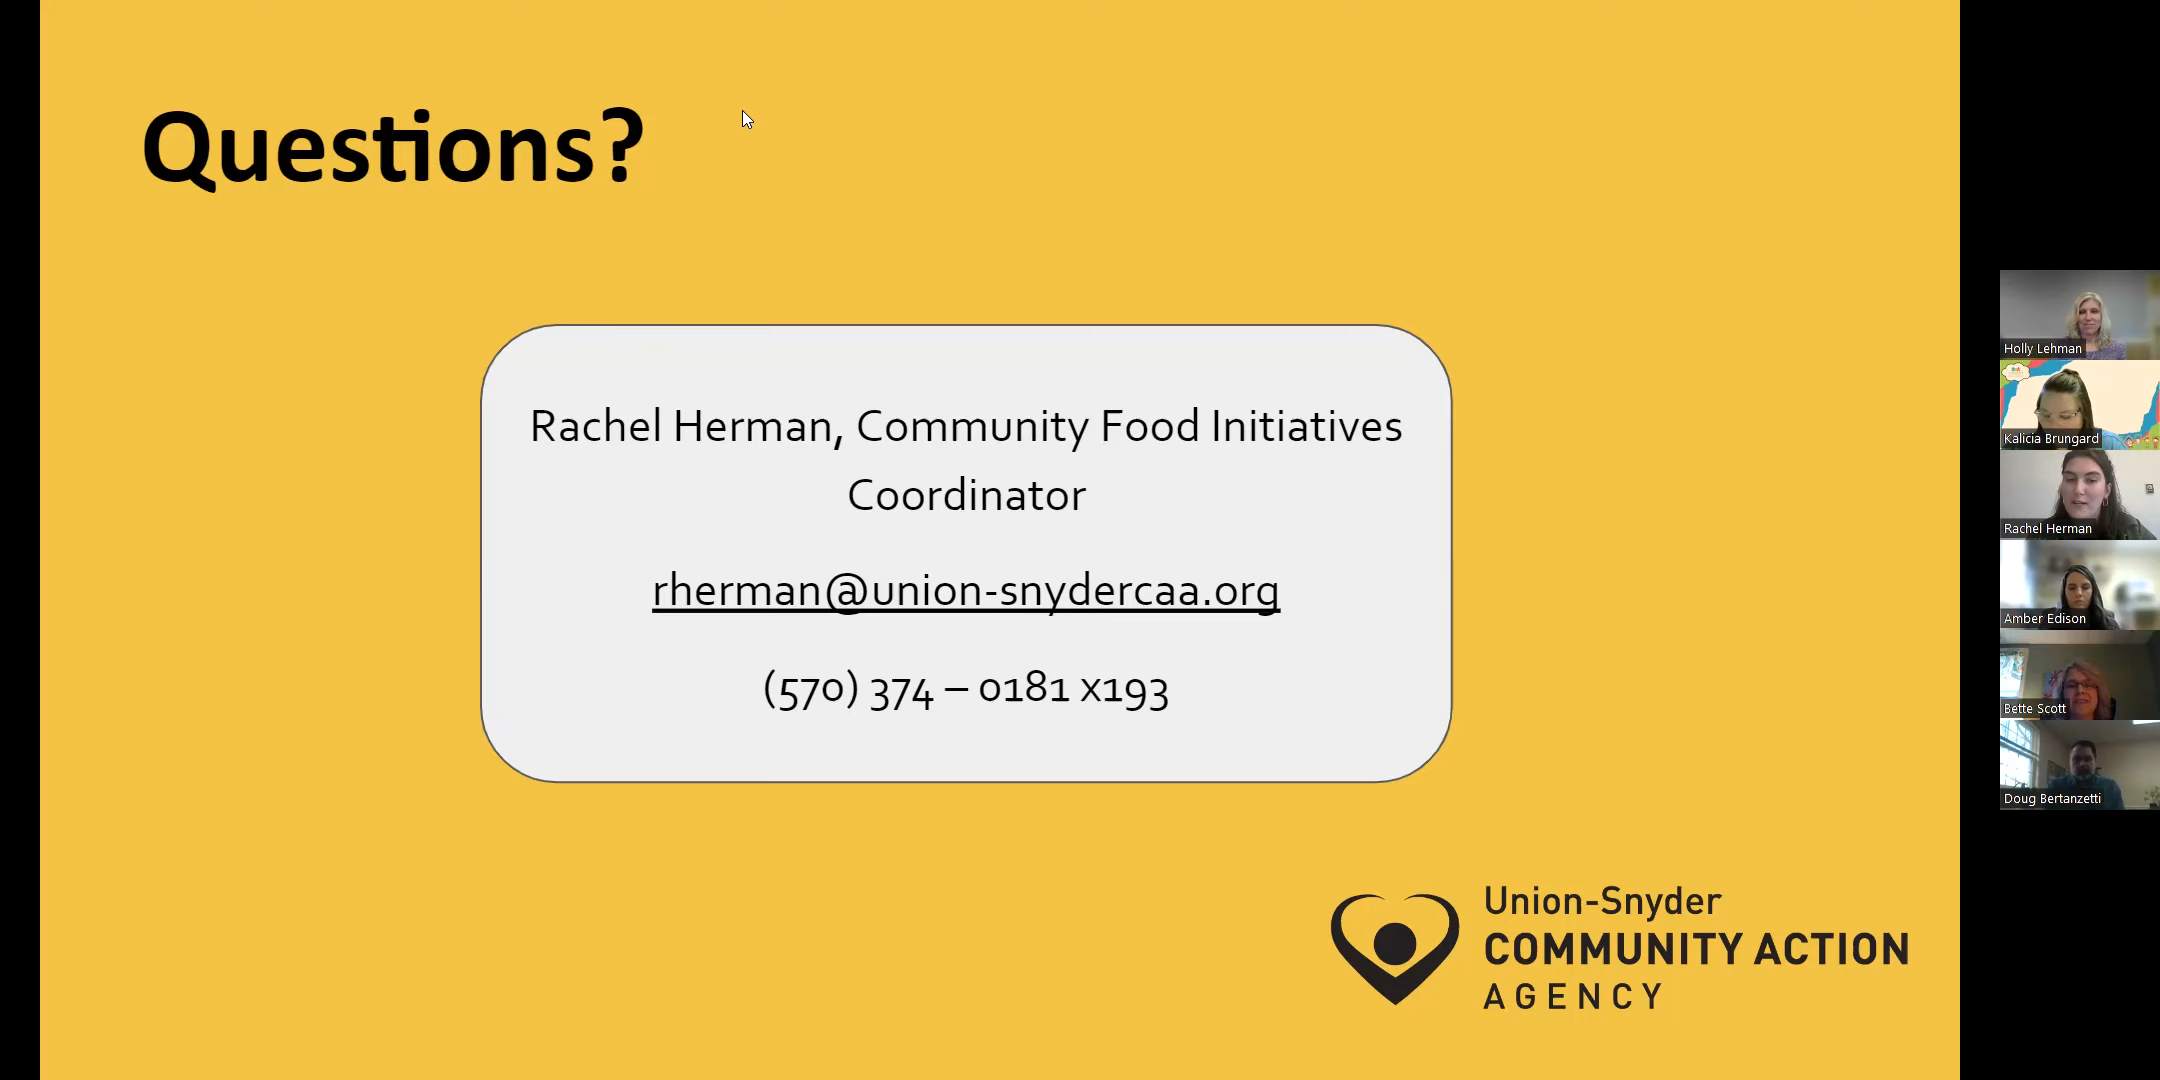 Questions?
Rachel Herman, Community Food Initiatives
Coordinator
rherman@union-snydercaa.org
(570) 374 – 0181 x193
Union-Snyder
COMMUNITY ACTION
AGENCY
Holly Lehman
Kalicia Brungard
Rachel Herman
Amber Edison
Bette Scott
Doug Bertanzetti